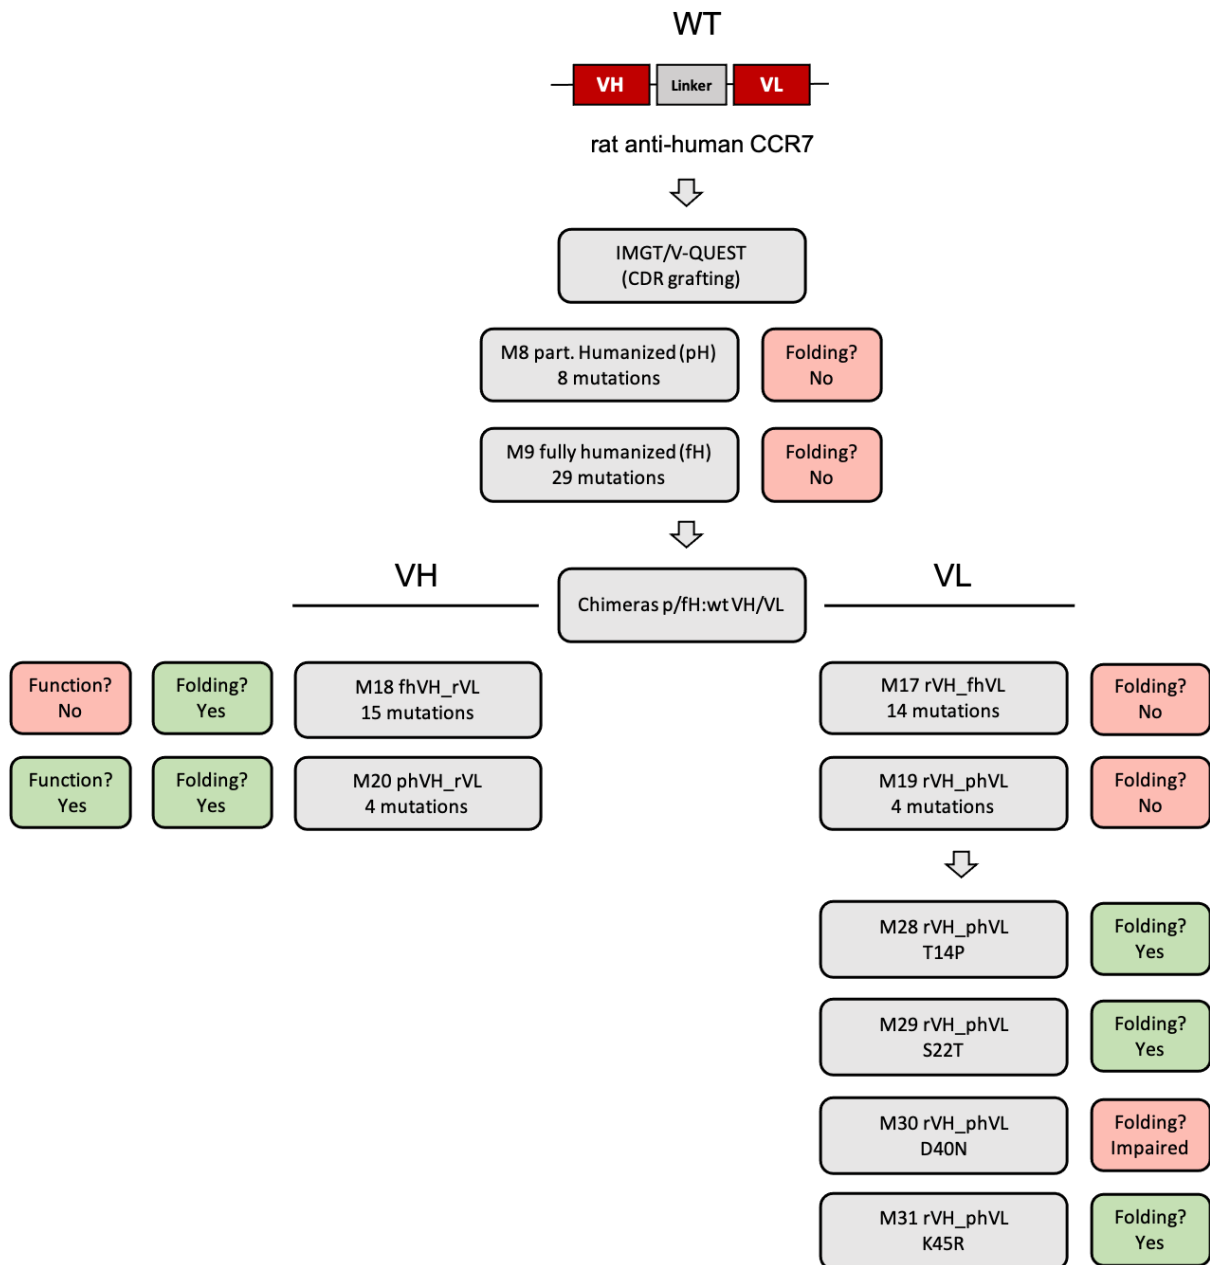 WT
VH
Linker
VL
rat anti-human CCR7
IMGT/V-QUEST
(CDR grafting)
M8 part. Humanized (pH)
8 mutations
Folding?
No
M9 fully humanized (fH)
29 mutations
Folding?
No
VH
Chimeras p/fH:wt VH/VL
VL
Function?
No
Folding?
Yes
M18 fhVH_rVL
15 mutations
M17 rVH_fhVL
14 mutations
Folding?
No
Function?
Yes
Folding?
Yes
M20 phVH_rVL
4 mutations
M19 rVH_phVL
4 mutations
Folding?
No
M28 rVH_phVL
T14P
Folding?
Yes
M29 rVH_phVL
S22T
Folding?
Yes
M30 rVH_phVL
D40N
Folding?
Impaired
M31 rVH_phVL
K45R
Folding?
Yes